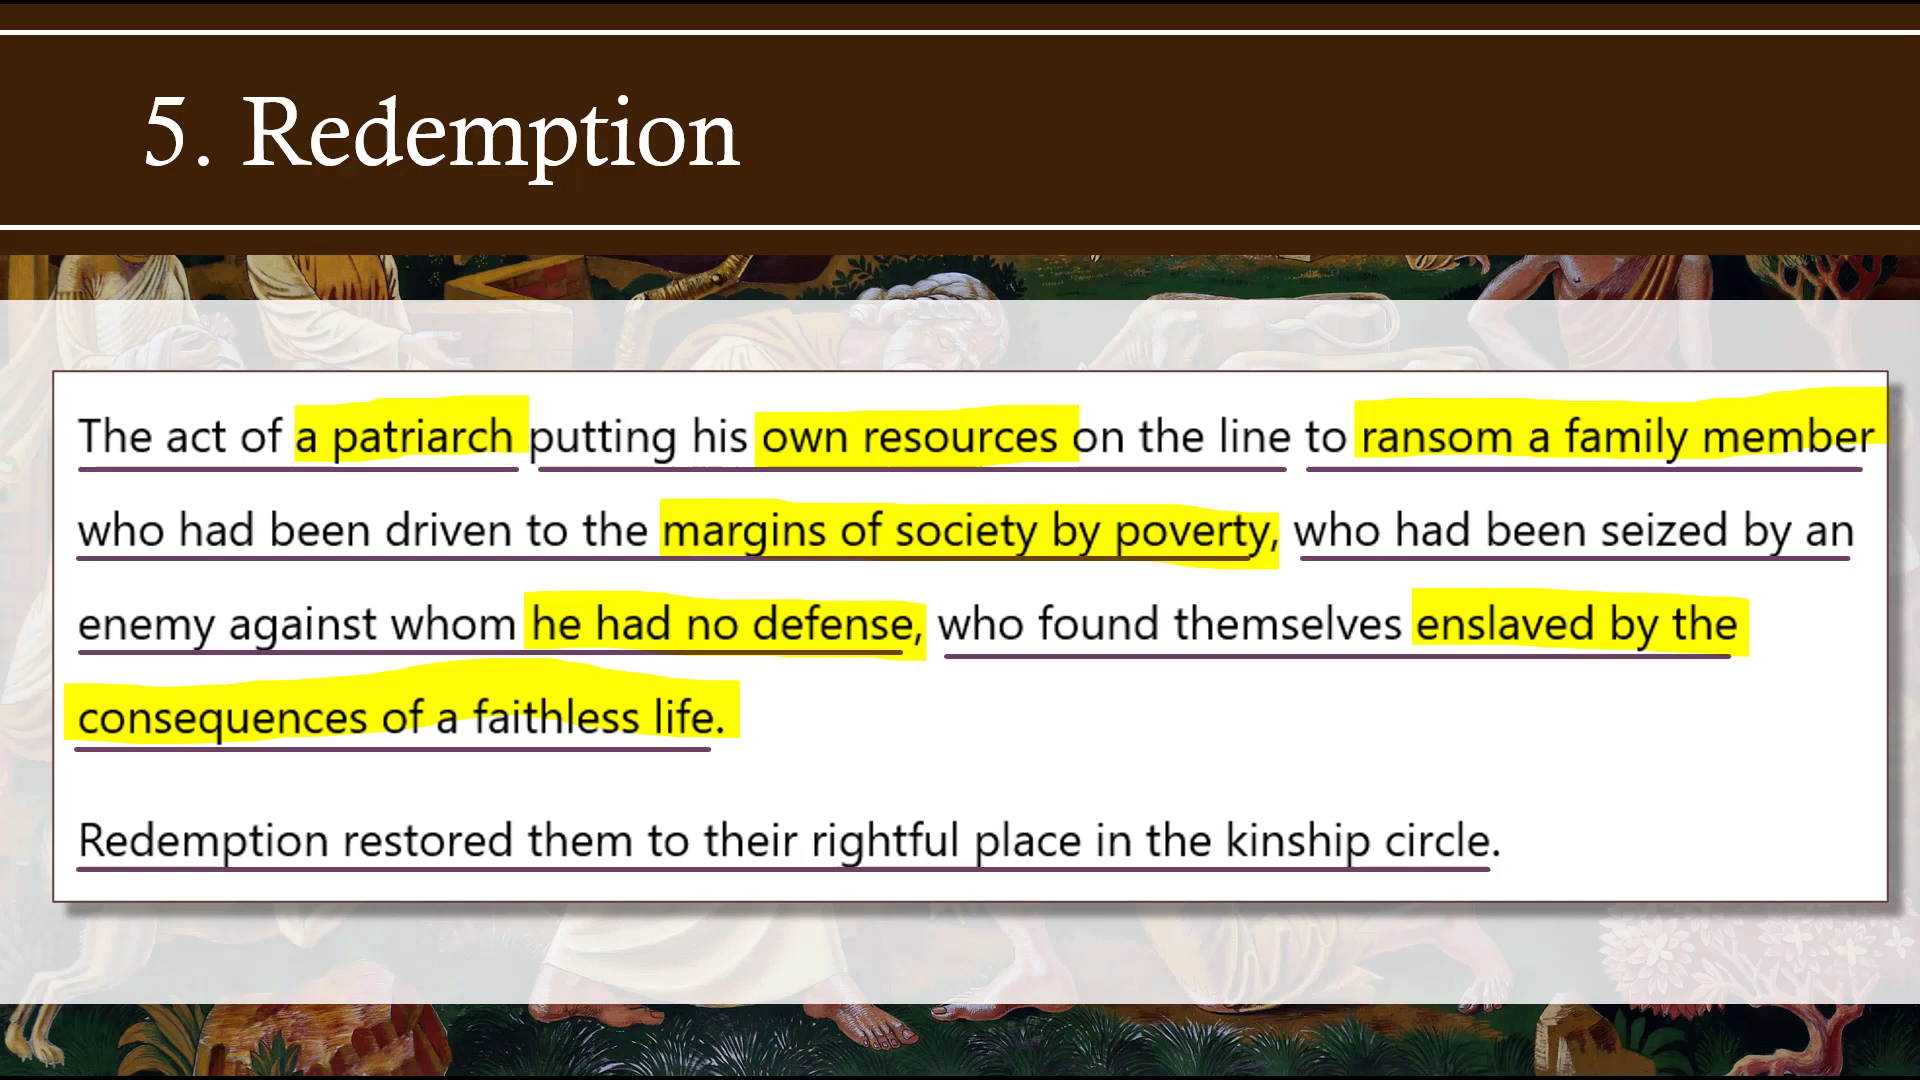 5. Redemption
The act of a patriarch putting his own resources on the line to ransom a family member
who had been driven to the margins of society by poverty, who had been seized by an
enemy against whom he had no defense, who found themselves enslaved by the
consequences of a faithless life.
Redemption restored them to their rightful place in the kinship circle.